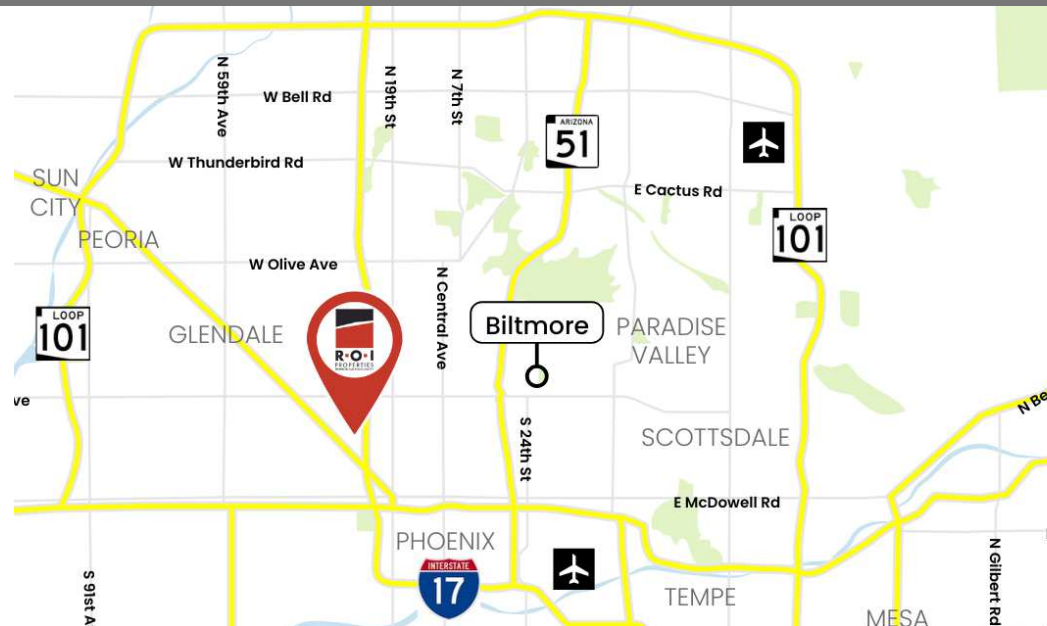 N 59th Ave
W Bell Rd
N 19th St
N 7th St
ARIZONA
51
W Thunderbird Rd
SUN
CITY
E Cactus Rd
PEORIA
LOOP
101
W Olive Ave
N Central Ave
LOOP
101
GLENDALE
R·O·I
PROPERTIES
Biltmore
PARADISE
VALLEY
ve
N Be
S 24th St
SCOTTSDALE
E McDowell Rd
PHOENIX
INTERSTATE
17
S 91st A
TEMPE
N Gilbert Rd
MESA